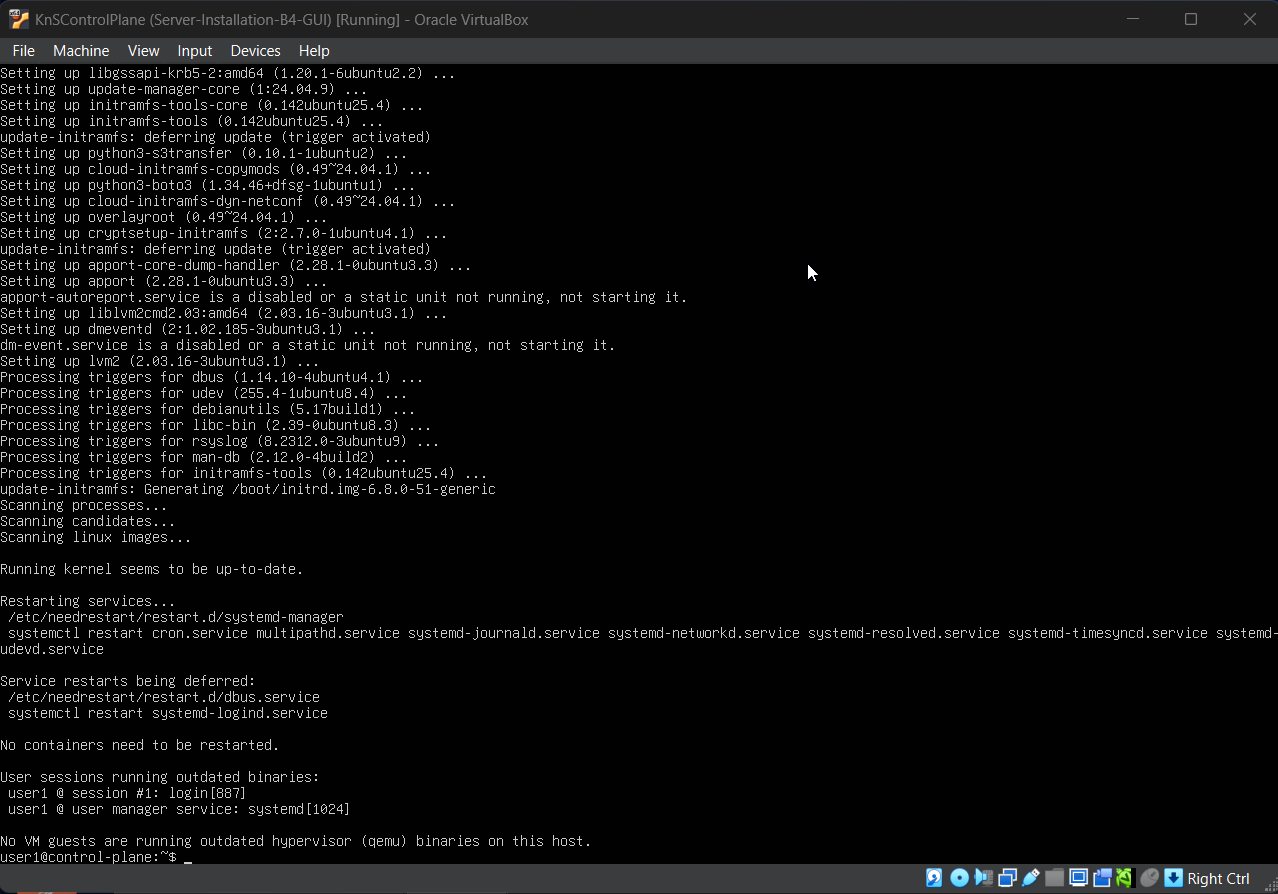 KnSControlPlane (Server-Installation-B4-GUI) [Running] - Oracle VirtualBox
File Machine View Input Devices Help
Setting up libgssapi-krb5-2:amd64 (1.20.1-6ubuntu2.2) ...
Setting up update-manager-core (1:24.04.9) ...
Setting up initramfs-tools-core (0.142ubuntu25.4) ...
Setting up initramfs-tools (0.142ubuntu25.4) ...
update-initramfs: deferring update (trigger activated)
Setting up python3-s3transfer (0.10.1-1ubuntu2) ...
Setting up cloud-initramfs-copymods (0.49~24.04.1) ...
Setting up python3-boto3 (1.34.46+dfsg-1ubuntu1) ...
Setting up cloud-initramfs-dyn-netconf (0.49~24.04.1) ...
Setting up overlayroot (0.49~24.04.1) ...
Setting up cryptsetup-initramfs (2:2.7.0-1ubuntu4.1) ...
update-initramfs: deferring update (trigger activated)
Setting up apport-core-dump-handler (2.28.1-0ubuntu3.3) ...
Setting up apport (2.28.1-0ubuntu3.3) ...
apport-autoreport.service is a disabled or a static unit not running, not starting it.
Setting up liblvm2cmd2.03:amd64 (2.03.16-3ubuntu3.1) ...
Setting up dmeventd (2:1.02.185-3ubuntu3.1) ...
dm-event.service is a disabled or a static unit not running, not starting it.
Setting up lvm2 (2.03.16-3ubuntu3.1) ...
Processing triggers for dbus (1.14.10-4ubuntu4.1) ...
Processing triggers for udev (255.4-1ubuntu8.4) ...
Processing triggers for debianutils (5.17build1) ...
Processing triggers for libc-bin (2.39-0ubuntu8.3) ...
Processing triggers for rsyslog (8.2312.0-3ubuntu9) ...
Processing triggers for man-db (2.12.0-4build2) ...
Processing triggers for initramfs-tools (0.142ubuntu25.4) ...
update-initramfs: Generating /boot/initrd.img-6.8.0-51-generic
Scanning processes...
Scanning candidates...
Scanning linux images...
Running kernel seems to be up-to-date.
Restarting services...
/etc/needrestart/restart.d/systemd-manager
systemctl restart cron.service multipathd.service systemd-journald.service systemd-networkd.service systemd-resolved.service systemd-timesyncd.service systemd-
udevd.service
Service restarts being deferred:
/etc/needrestart/restart.d/dbus.service
systemctl restart systemd-logind.service
No containers need to be restarted.
User sessions running outdated binaries:
user1 @ session #1: login[887]
user1 @ user manager service: systemd[1024]
No VM guests are running outdated hypervisor (qemu) binaries on this host.
user1@control-plane:~$ _
Right Ctrl